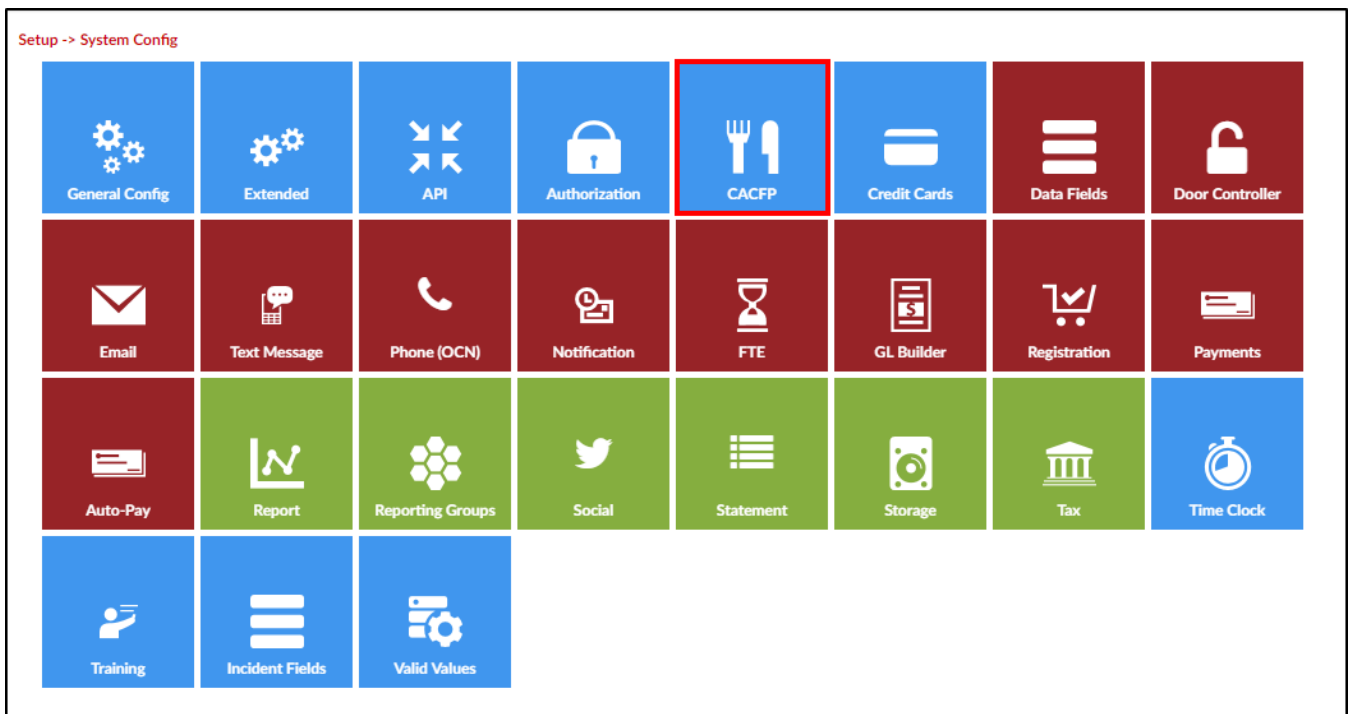 Setup -> System Config
General Config
Extended
API
Authorization
CACFP
Credit Cards
Data Fields
Door Controller
Email
Text Message
Phone (OCN)
Notification
FTE
$
GL Builder
Registration
Payments
Auto-Pay
Report
Reporting Groups
Social
Statement
Storage
Tax
Time Clock
Training
Incident Fields
Valid Values